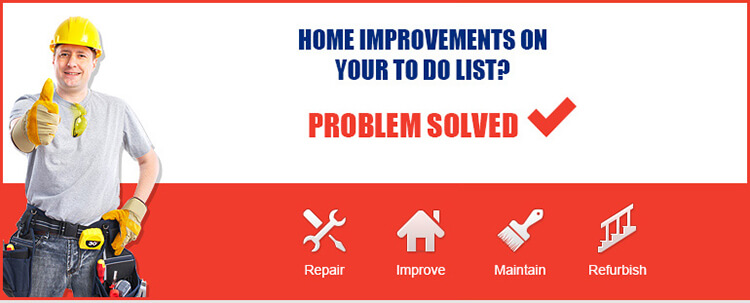 HOME IMPROVEMENTS ON
YOUR TO DO LIST?
PROBLEM SOLVED
Repair
Improve
Maintain
Refurbish